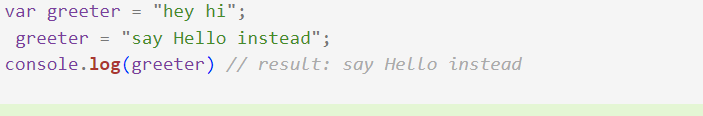 var greeter = "hey hi";
greeter = "say Hello instead";
console.log(greeter) // result: say Hello instead